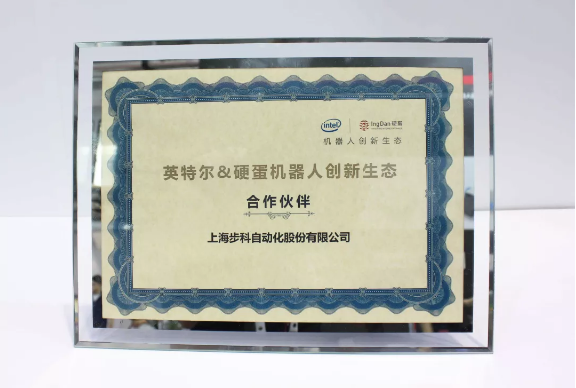 intel IngDan 硬蛋
机器人创新生态
英特尔&硬蛋机器人创新生态
合作伙伴
上海步科自动化股份有限公司